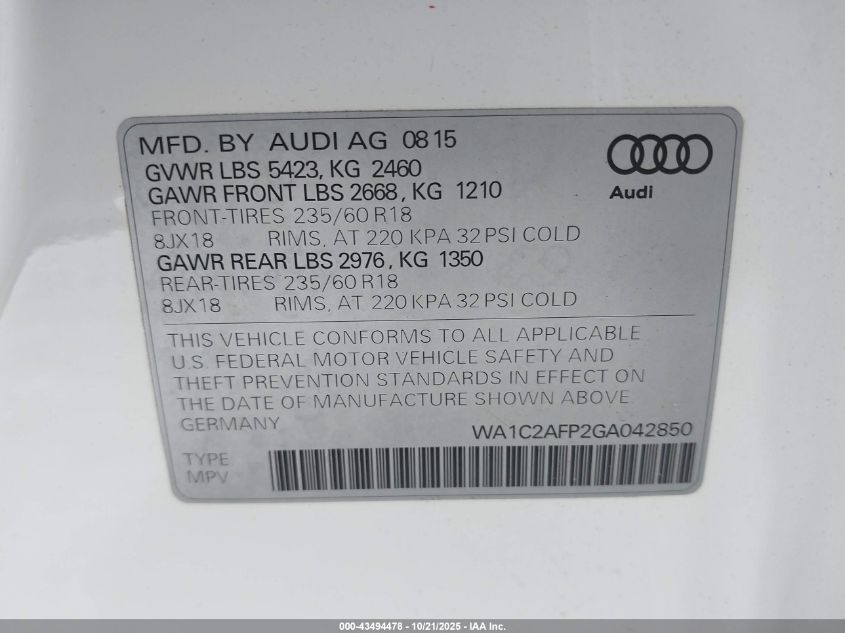 MFD. BY AUDI AG 0815
GVWR LBS 5423, KG 2460
GAWR FRONT LBS 2668, KG 1210
FRONT-TIRES 235/60 R18
8JX18 RIMS, AT 220 KPA 32 PSI COLD
GAWR REAR LBS 2976, KG 1350
REAR-TIRES 235/60 R18
8JX18 RIMS, AT 220 KPA 32 PSI COLD
Audi
THIS VEHICLE CONFORMS TO ALL APPLICABLE
U.S. FEDERAL MOTOR VEHICLE SAFETY AND
THEFT PREVENTION STANDARDS IN EFFECT ON
THE DATE OF MANUFACTURE SHOWN ABOVE.
GERMANY
WA1C2AFP2GA042850
TYPE
MPV
000-43494478 - 10/21/2025 - IAA Inc.